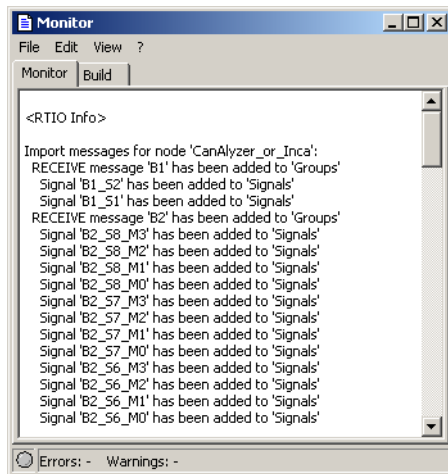 Monitor
File Edit View ?
Monitor Build
<RTIO Info>
Import messages for node 'CanAlyzer_or_Inca':
RECEIVE message 'B1' has been added to 'Groups'
Signal 'B1_S2' has been added to 'Signals'
Signal 'B1_S1' has been added to 'Signals'
RECEIVE message 'B2' has been added to 'Groups'
Signal 'B2_S8_M3' has been added to 'Signals'
Signal 'B2_S8_M2' has been added to 'Signals'
Signal 'B2_S8_M1' has been added to 'Signals'
Signal 'B2_S8_M0' has been added to 'Signals'
Signal 'B2_S7_M3' has been added to 'Signals'
Signal 'B2_S7_M2' has been added to 'Signals'
Signal 'B2_S7_M1' has been added to 'Signals'
Signal 'B2_S7_M0' has been added to 'Signals'
Signal 'B2_S6_M3' has been added to 'Signals'
Signal 'B2_S6_M2' has been added to 'Signals'
Signal 'B2_S6_M1' has been added to 'Signals'
Signal 'B2_S6_M0' has been added to 'Signals'
Errors: - Warnings: -